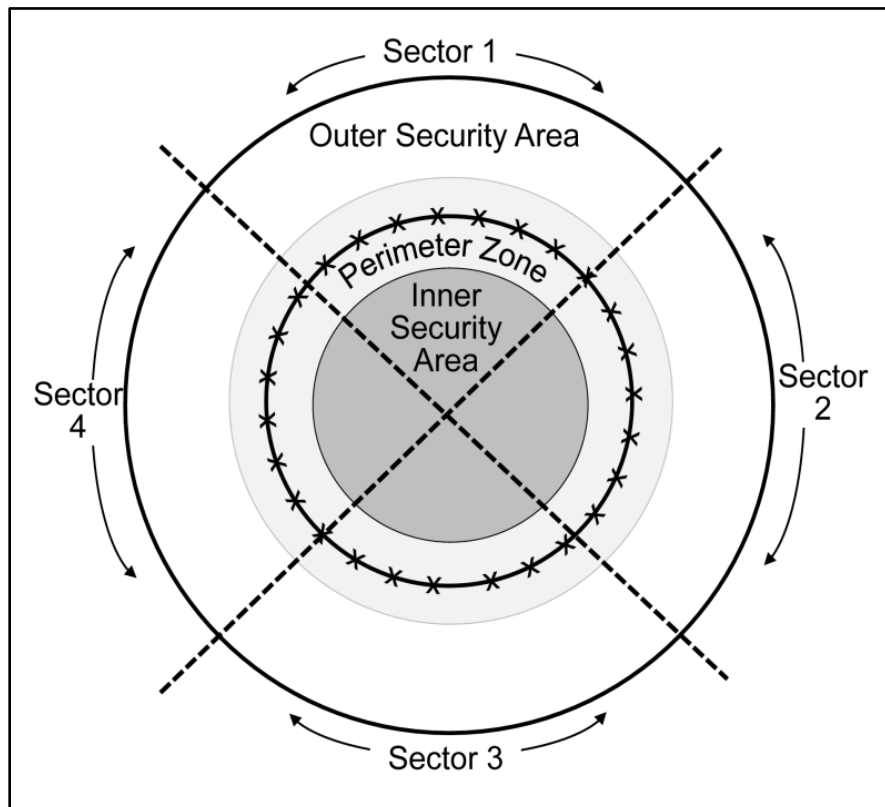 Sector 1
Outer Security Area
Perimeter Zone
Inner
Security
Area
Sector
2
Sector
4
Sector 3